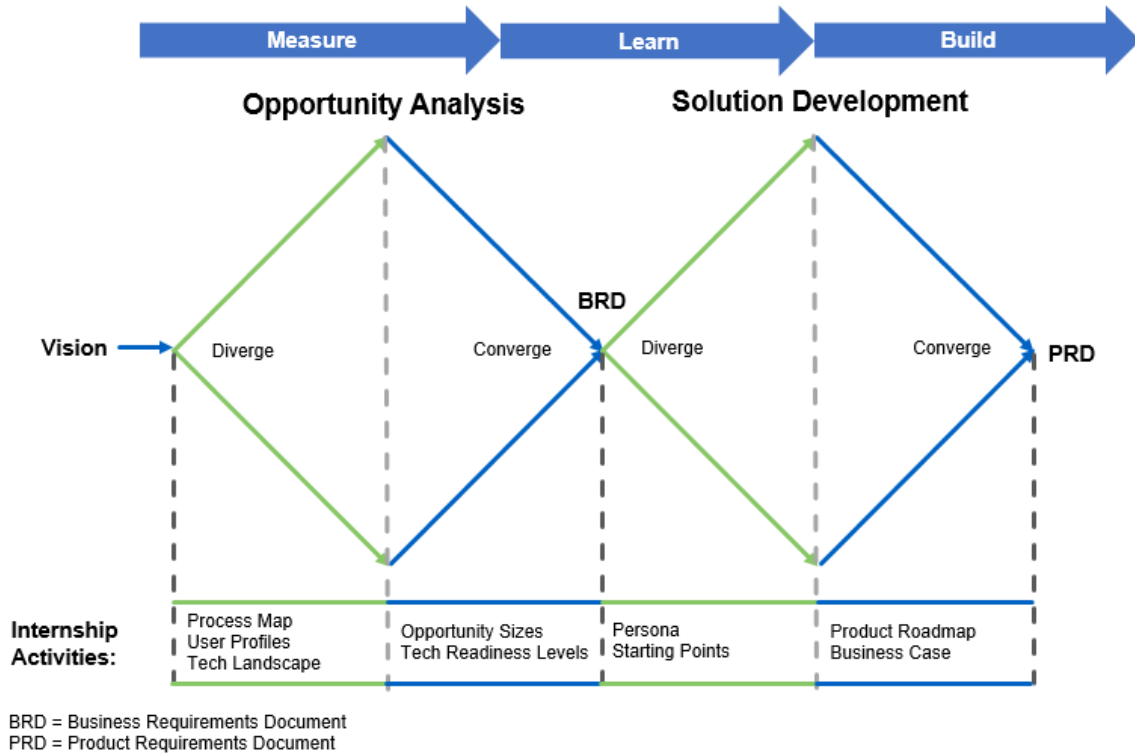 Measure
Learn
Build
Opportunity Analysis
Solution Development
BRD
Vision
Diverge
Converge
Diverge
Converge
PRD
Internship
Activities:
Process Map
User Profiles
Tech Landscape
Opportunity Sizes
Tech Readiness Levels
Persona
Starting Points
Product Roadmap
Business Case
BRD = Business Requirements Document
PRD = Product Requirements Document